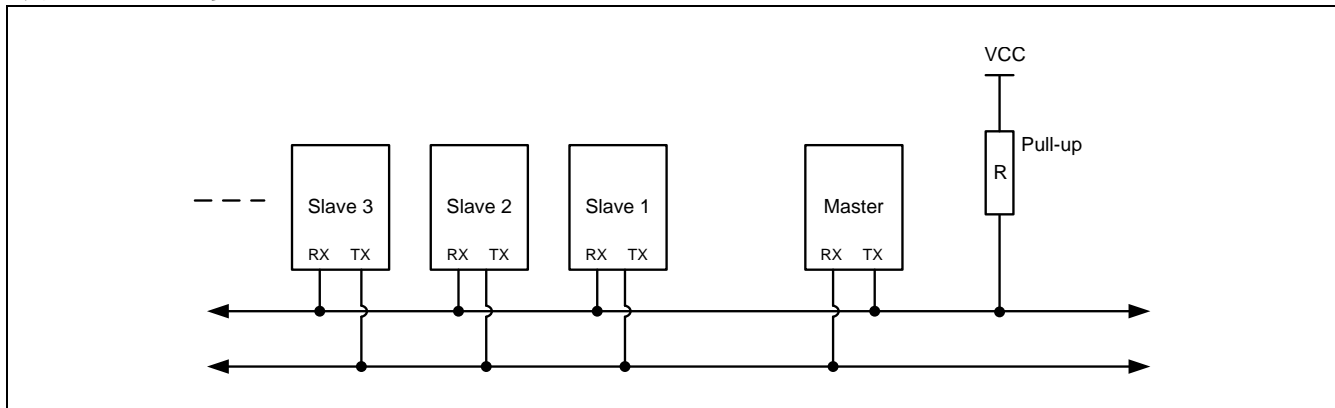 VCC
Pull-up
R
Slave 3
Slave 2
Slave 1
Master
RX TX
RX TX
RX TX
RX TX